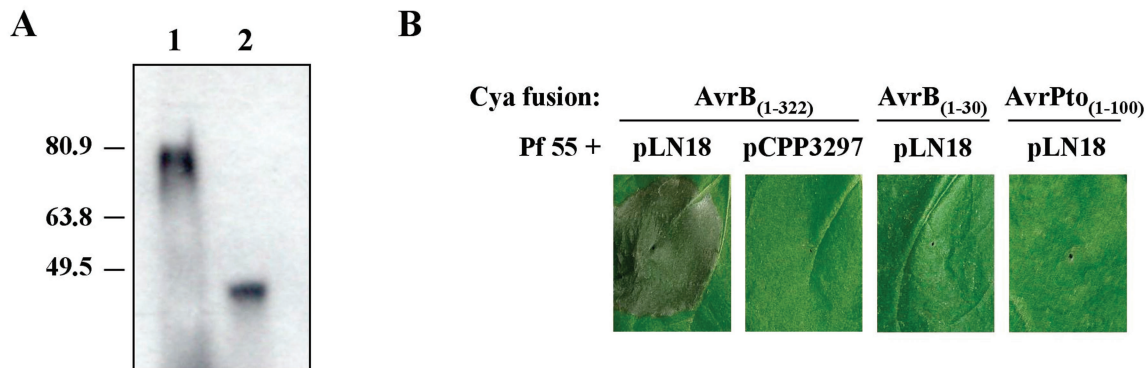 A
1 2
80.9
63.8
49.5
B
Cya fusion: AvrB(1-322) AvrB(1-30) AvrPto(1-100)
Pf 55 + pLN18 pCPP3297 pLN18 pLN18